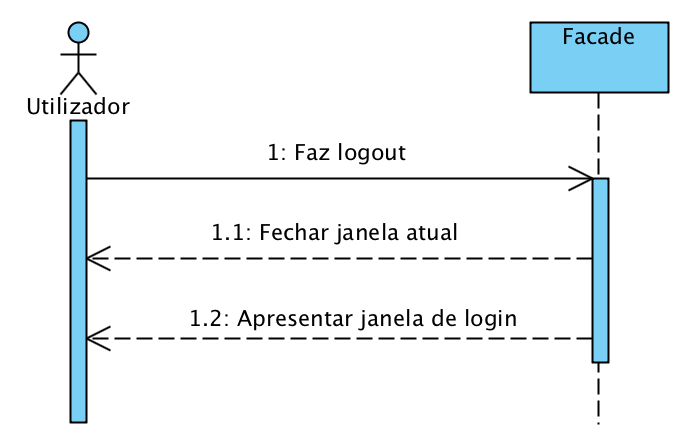 Facade
Utilizador
1: Faz logout
1.1: Fechar janela atual
1.2: Apresentar janela de login